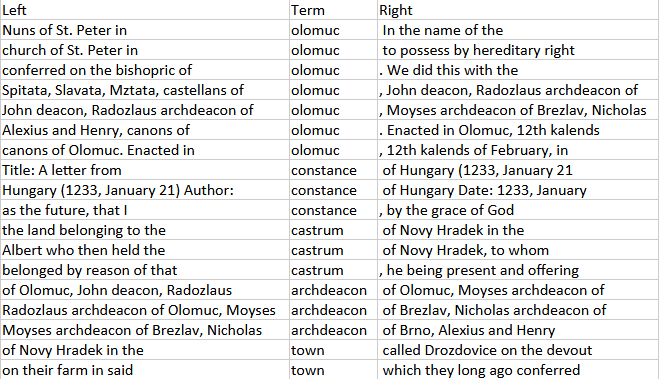 Left Term Right
Nuns of St. Peter in olomuc In the name of the
church of St. Peter in olomuc to possess by hereditary right
conferred on the bishopric of olomuc . We did this with the
Spitata, Slavata, Mztata, castellans of olomuc , John deacon, Radozlaus archdeacon of
John deacon, Radozlaus archdeacon of olomuc , Moyses archdeacon of Brezlav, Nicholas
Alexius and Henry, canons of olomuc . Enacted in Olomuc, 12th kalends
canons of Olomuc. Enacted in olomuc , 12th kalends of February, in
Title: A letter from constance of Hungary (1233, January 21
Hungary (1233, January 21) Author: constance of Hungary Date: 1233, January
as the future, that I constance , by the grace of God
the land belonging to the castrum of Novy Hradek in the
Albert who then held the castrum of Novy Hradek, to whom
belonged by reason of that castrum , he being present and offering
of Olomuc, John deacon, Radozlaus archdeacon of Olomuc, Moyses archdeacon of
Radozlaus archdeacon of Olomuc, Moyses archdeacon of Brezlav, Nicholas archdeacon of
Moyses archdeacon of Brezlav, Nicholas archdeacon of Brno, Alexius and Henry
of Novy Hradek in the town called Drozdovice on the devout
on their farm in said town which they long ago conferred